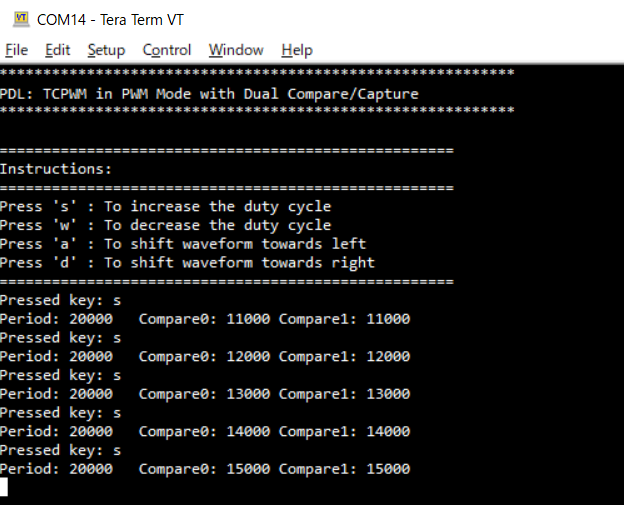 COM14 - Tera Term VT
File Edit Setup Control Window Help
***********************************************************
PDL: TCPWM in PWM Mode with Dual Compare/Capture
***********************************************************
====================================================
Instructions:
====================================================
Press 's' : To increase the duty cycle
Press 'w' : To decrease the duty cycle
Press 'a' : To shift waveform towards left
Press 'd' : To shift waveform towards right
====================================================
Pressed key: s
Period: 20000   Compare0: 11000 Compare1: 11000
Pressed key: s
Period: 20000   Compare0: 12000 Compare1: 12000
Pressed key: s
Period: 20000   Compare0: 13000 Compare1: 13000
Pressed key: s
Period: 20000   Compare0: 14000 Compare1: 14000
Pressed key: s
Period: 20000   Compare0: 15000 Compare1: 15000